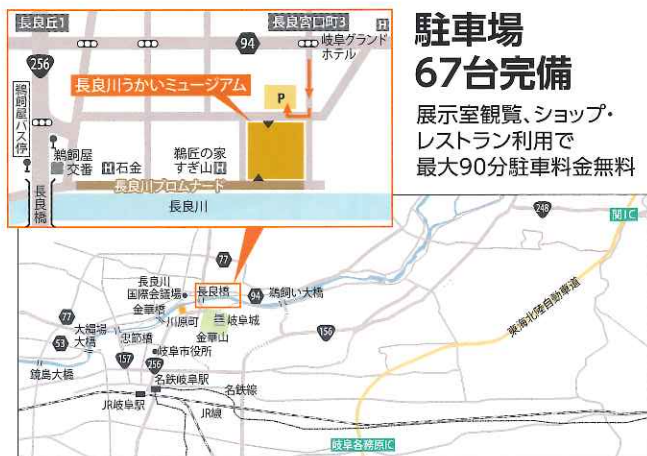 長良丘1
長良宮口町3
H
94
岐阜グランド
ホテル
256
長良川うかいミュージアム
P
鵜飼屋バス停
鵜飼屋
交番
H石金
鵜匠の家
すぎ山H
長良川プロムナード
長良橋
長良川
駐車場
67台完備
展示室観覧、ショップ・
レストラン利用で
最大90分駐車料金無料
248
関IC
77
長良川
国際会議場
長良橋
94
鵜飼い大橋
東海北陸自動車道
77
金華橋
川原町
岐阜城
大縄場
大橋
忠節橋
金華山
156
53
157
256
岐阜市役所
鏡島大橋
名鉄岐阜駅
名鉄線
JR岐阜駅
JR線
岐阜各務原IC